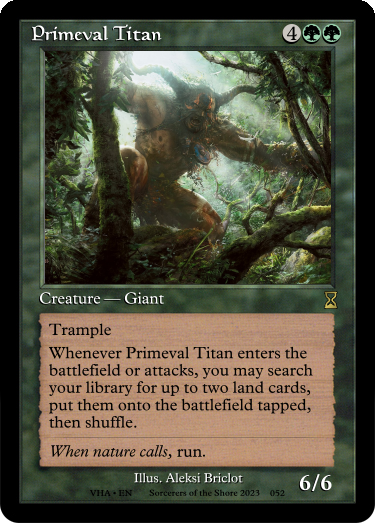 Primeval Titan 4
Creature — Giant
Trample
Whenever Primeval Titan enters the
battlefield or attacks, you may search
your library for up to two land cards,
put them onto the battlefield tapped,
then shuffle.
When nature calls, run.
Illus. Aleksi Briclot
6/6
VHA • EN Sorcerers of the Shore 2023 052